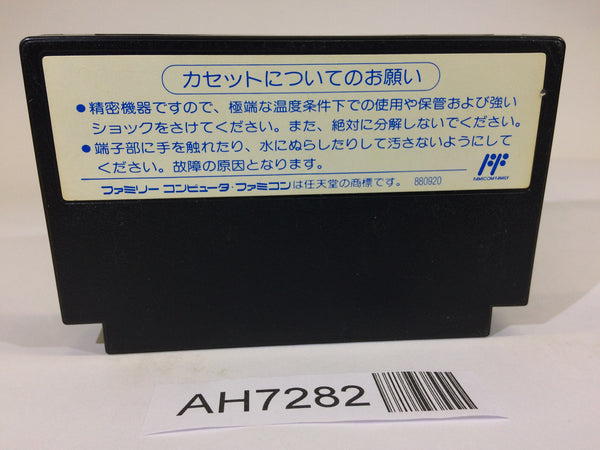 カセットについてのお願い
●精密機器ですので、極端な温度条件下での使用や保管および強い
ショックをさけてください。また、絶対に分解しないでください。
●端子部に手を触れたり、水にぬらしたりして汚さないようにして
ください。故障の原因となります。
FAMICOM FAMILY
ファミリー コンピュータ・ファミコンは任天堂の商標です。 880920
AH7282